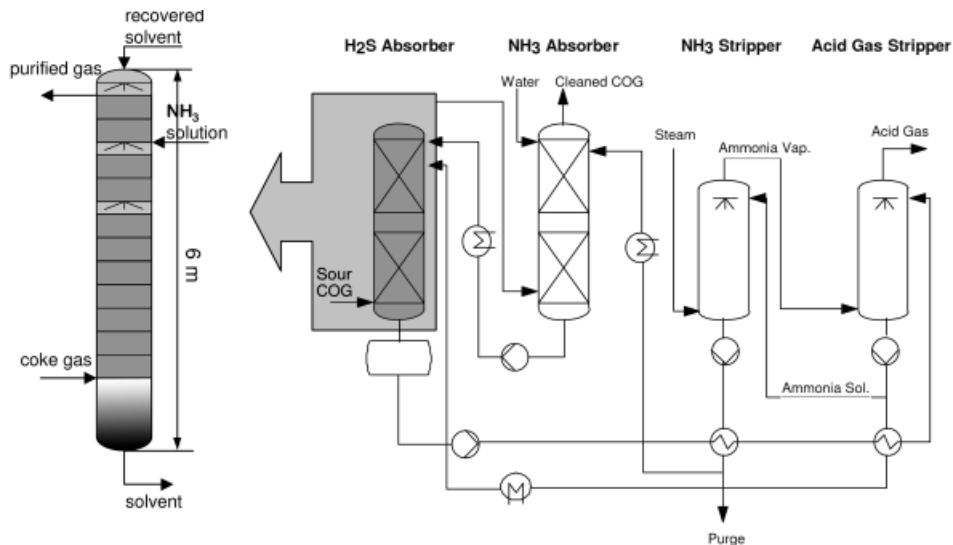 recovered
solvent
purified gas
NH3
solution
6 m
coke gas
solvent
H2S Absorber
NH3 Absorber
NH3 Stripper
Acid Gas Stripper
Water
Cleaned COG
Steam
Ammonia Vap.
Acid Gas
Sour
COG
Ammonia Sol.
Purge